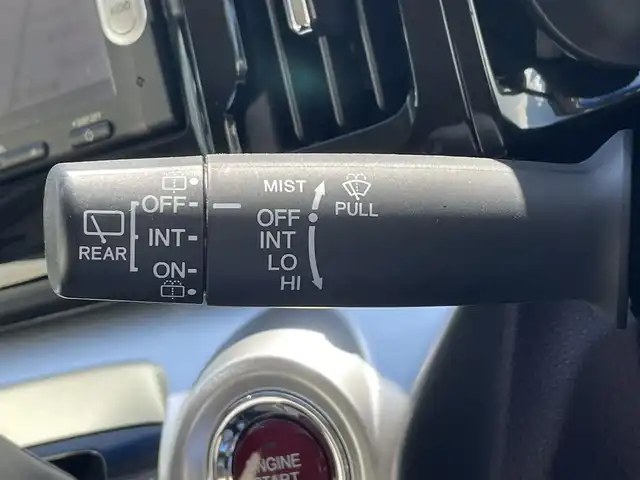 MIST
PULL
OFF
INT
LO
HI
REAR
OFF
INT
ON
ENGINE
START